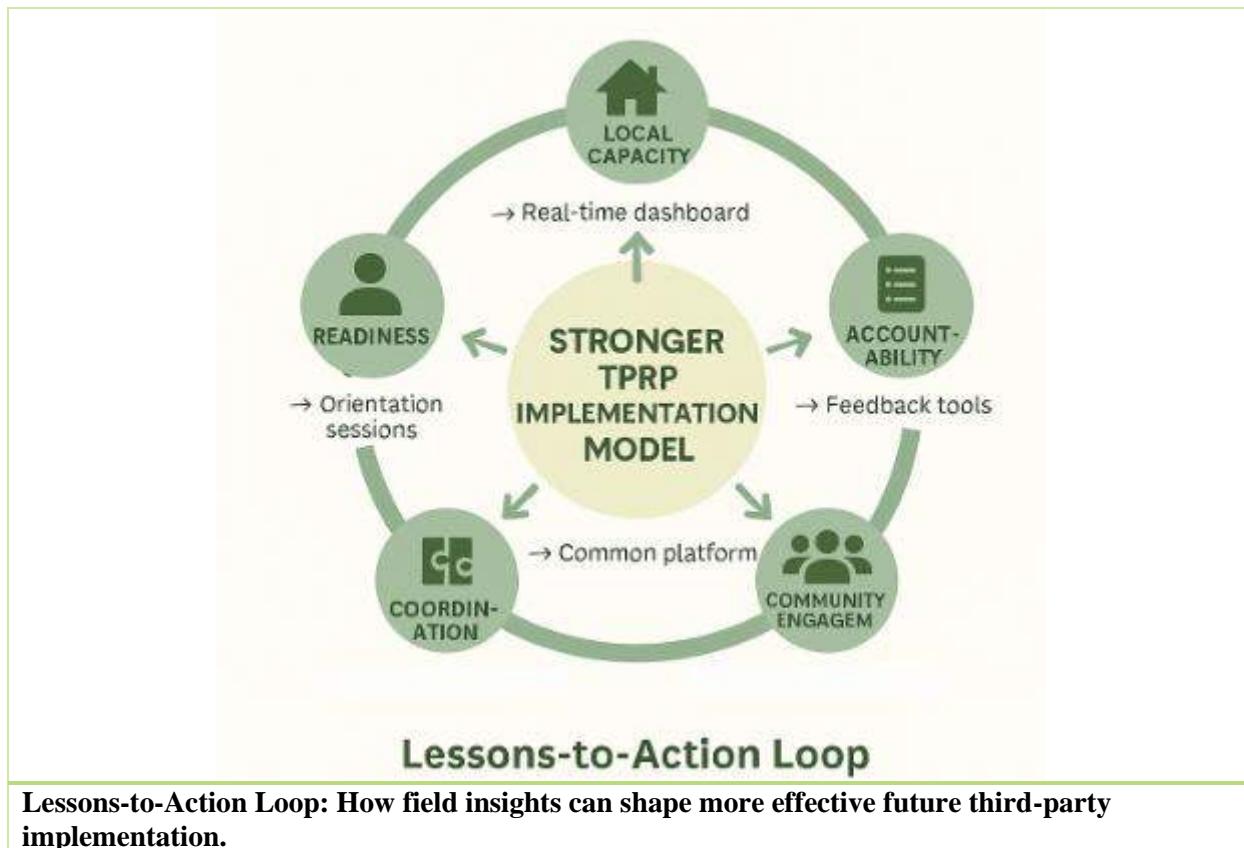 LOCAL
CAPACITY
→ Real-time dashboard
READINESS
→ Orientation
sessions
STRONGER
TPRP
IMPLEMENTATION
MODEL
ACCOUNT-
ABILITY
→ Feedback tools
COORDIN-
ATION
→ Common platform
COMMUNITY
ENGAGEM
Lessons-to-Action Loop
Lessons-to-Action Loop: How field insights can shape more effective future third-party
implementation.